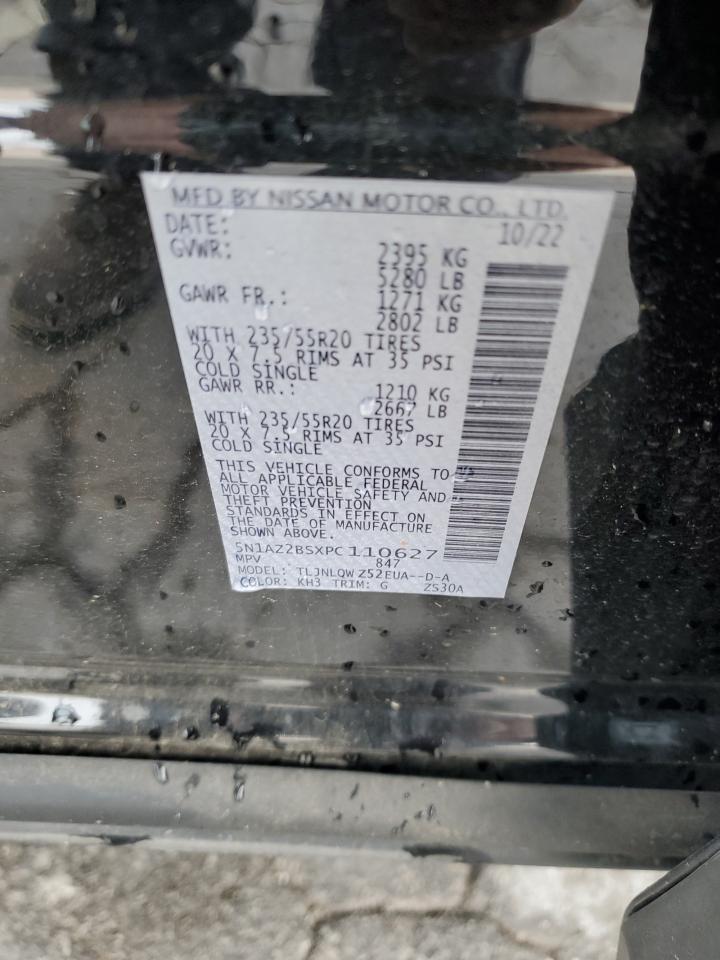 MFD BY NISSAN MOTOR CO., LTD.
DATE: 10/22
GVWR: 2395 KG
5280 LB
GAWR FR.: 1271 KG
2802 LB
WITH 235/55R20 TIRES
20 X 7.5 RIMS AT 35 PSI
COLD SINGLE
GAWR RR.: 1210 KG
2667 LB
WITH 235/55R20 TIRES
20 X 7.5 RIMS AT 35 PSI
COLD SINGLE
THIS VEHICLE CONFORMS TO
ALL APPLICABLE FEDERAL
MOTOR VEHICLE SAFETY AND
THEFT PREVENTION
STANDARDS IN EFFECT ON
THE DATE OF MANUFACTURE
SHOWN ABOVE.
5N1AZ2BSXPC110627
MPV 847
MODEL: TLJNLQW Z52EUA--D-A
COLOR: KH3 TRIM: G Z530A